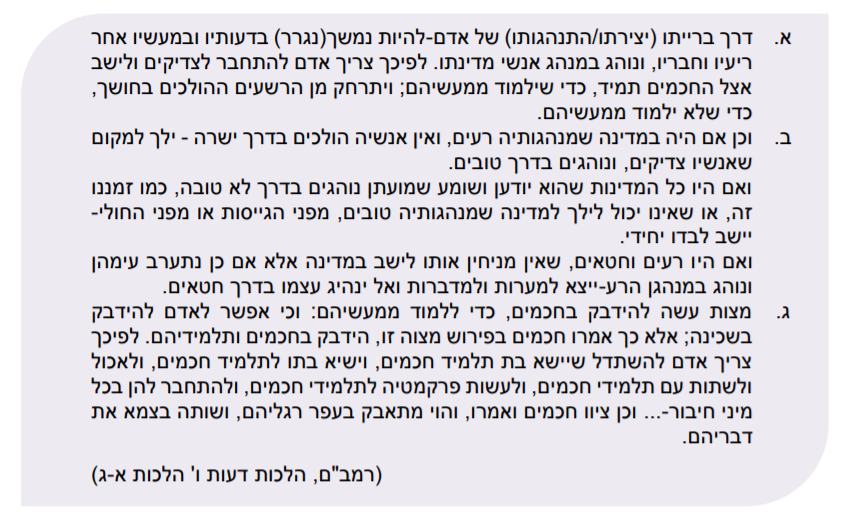 א. דרך ברייתו (יצירתו/התנהגותו) של אדם-להיות נמשך(נגרר) בדעותיו ובמעשיו אחר
ריעיו וחבריו, ונוהג במנהג אנשי מדינתו. לפיכך צריך אדם להתחבר לצדיקים ולישב
אצל החכמים תמיד, כדי שילמוד ממעשיהם; ויתרחק מן הרשעים ההולכים בחושך,
כדי שלא ילמוד ממעשיהם.
ב. וכן אם היה במדינה שמנהגותיה רעים, ואין אנשיה הולכים בדרך ישרה - ילך למקום
שאנשיו צדיקים, ונוהגים בדרך טובים.
ואם היו כל המדינות שהוא יודען ושומע שמועתן נוהגים בדרך לא טובה, כמו זמננו
זה, או שאינו יכול לילך למדינה שמנהגותיה טובים, מפני הגייסות או מפני החולי-
יישב לבדו יחידי.
ואם היו רעים וחטאים, שאין מניחין אותו לישב במדינה אלא אם כן נתערב עימהן
ונוהג במנהגן הרע-ייצא למערות ולמדברות ואל ינהיג עצמו בדרך חטאים.
ג. מצות עשה להידבק בחכמים, כדי ללמוד ממעשיהם: וכי אפשר לאדם להידבק
בשכינה; אלא כך אמרו חכמים בפירוש מצוה זו, הידבק בחכמים ותלמידיהם. לפיכך
צריך אדם להשתדל שיישא בת תלמיד חכמים, וישיא בתו לתלמיד חכמים, ולאכול
ולשתות עם תלמידי חכמים, ולעשות פרקמטיה לתלמידי חכמים, ולהתחבר להן בכל
מיני חיבור-... וכן ציוו חכמים ואמרו, והוי מתאבק בעפר רגליהם, ושותה בצמא את
דבריהם.
(רמב"ם, הלכות דעות ו' הלכות א-ג)